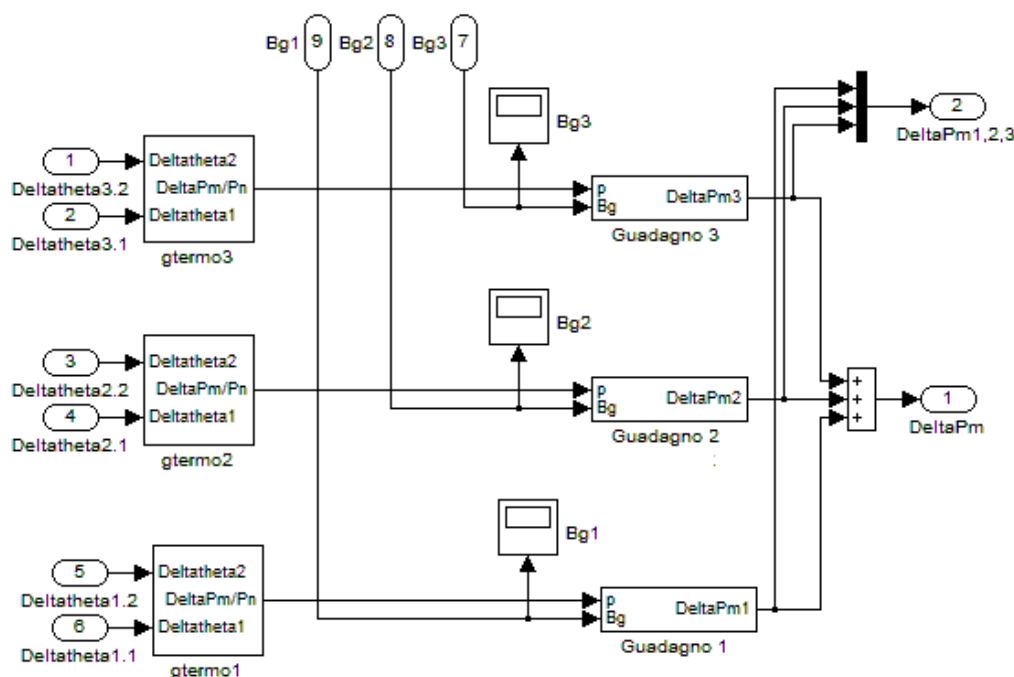 Bg1 9 Bg2 8 Bg3 7
Bg3
2
DeltaPm1,2,3
1
Deltatheta3.2
2
Deltatheta3.1
Deltatheta2
DeltaPm/Pn
Deltatheta1
gtermo3
p
Bg
DeltaPm3
Guadagno 3
Bg2
3
Deltatheta2.2
4
Deltatheta2.1
Deltatheta2
DeltaPm/Pn
Deltatheta1
gtermo2
p
Bg
DeltaPm2
Guadagno 2
+
+
+
1
DeltaPm
Bg1
5
Deltatheta1.2
6
Deltatheta1.1
Deltatheta2
DeltaPm/Pn
Deltatheta1
gtermo1
p
Bg
DeltaPm1
Guadagno 1